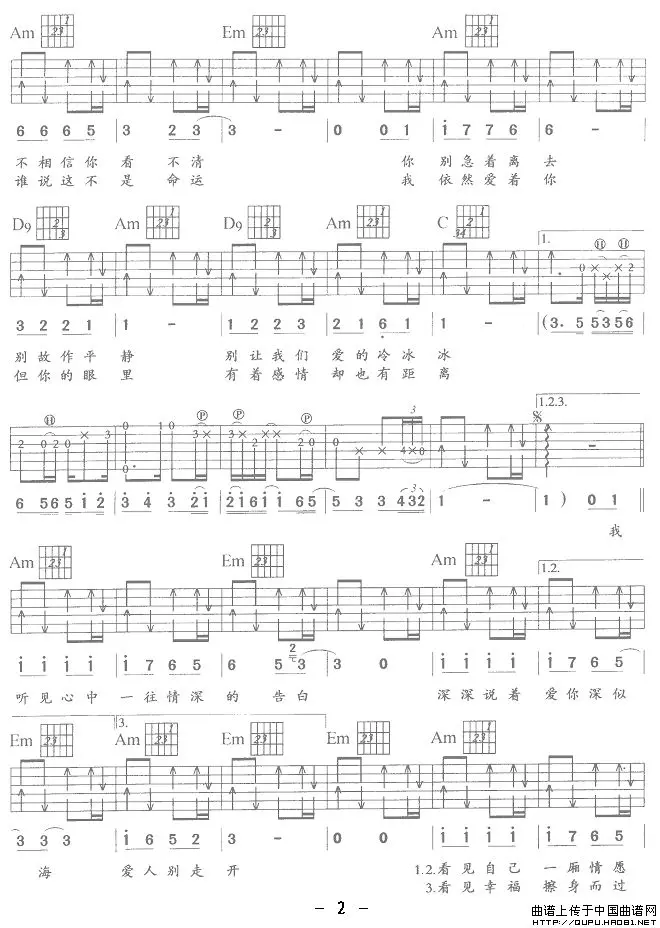 Am Em Am
6 6 6 5 3 2 3 3 - 0 0 0 1 i 7 7 6 6 -
不相信你看 不清 你 别急着离去
谁说这不是 命运 我 依然爱着你
D9 Am D9 Am C 1.
3 2 2 1 1 - 1 2 2 3 2 1 6 1 1 - (3. 5 5 3 5 6
别故作平静 别让我们 爱的冷冰冰
但你的眼里 有着感情 却也有距离
1.2.3.
6 5 6 5 i 2 3 4 3 2 i 2 i 6 i i 6 5 5 3 3 4 3 2 1 - 1 ) 0 1
我
Am Em Am 1.2.
i i i i i 7 6 5 6 5 3 3 0 i i i i i 7 6 5
听见心中 一往情深的 告白 深深说着 爱你深似
Em 3. Am Em Em Am
3 3 3 i 6 5 2 3 - 0 0 i i i i i 7 6 5
海 爱人别走开 1.2.看见自己 一厢情愿
3.看见幸福 擦身而过
- 2 -
曲谱上传于中国曲谱网
HTTP://QUPU.HAO81.NET